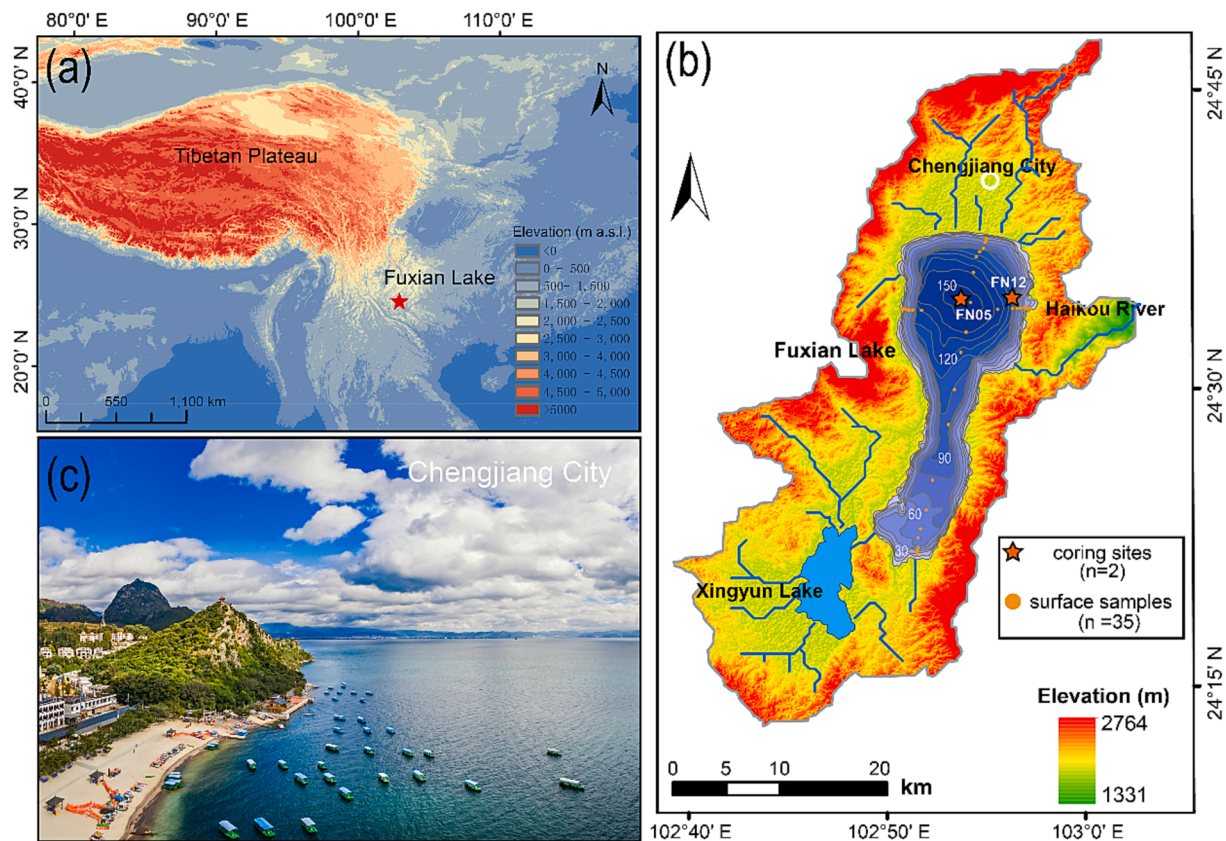 80°0' E
90°0' E
100°0' E
110°0' E
(a)
N
40°0' N
30°0' N
20°0' N
Tibetan Plateau
Fuxian Lake
Elevation (m a.s.l.)
<0
0 - 500
500-1,500
1,500 - 2,000
2,000 - 2,500
2,500 - 3,000
3,000 - 4,000
4,000 - 4,500
4,500 - 5,000
>5000
0
550
1,100 km
(b)
24°45' N
24°30' N
24°15' N
Chengjiang City
150
FN12
FN05
Haikou River
Fuxian Lake
120
90
60
30
Xingyun Lake
coring sites
(n=2)
surface samples
(n =35)
Elevation (m)
2764
1331
0
5
10
20
km
102°40' E
102°50' E
103°0' E
(c)
Chengjiang City